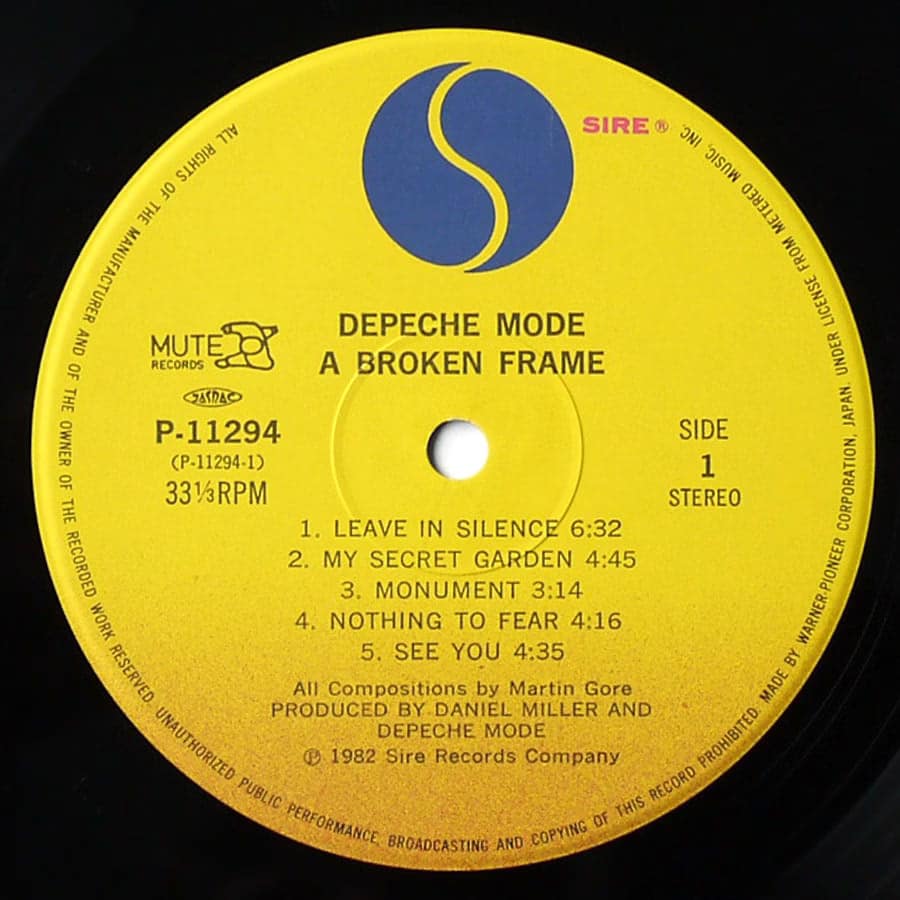 SIRE ®
DEPECHE MODE
A BROKEN FRAME
MUTE
RECORDS
JASRAC
P-11294
(P-11294-1)
33⅓RPM
SIDE
1
STEREO
1. LEAVE IN SILENCE 6:32
2. MY SECRET GARDEN 4:45
3. MONUMENT 3:14
4. NOTHING TO FEAR 4:16
5. SEE YOU 4:35
All Compositions by Martin Gore
PRODUCED BY DANIEL MILLER AND
DEPECHE MODE
℗ 1982 Sire Records Company
ALL RIGHTS OF THE MANUFACTURER AND OF THE OWNER OF THE RECORDED WORK RESERVED. UNAUTHORIZED PUBLIC PERFORMANCE, BROADCASTING AND COPYING OF THIS RECORD PROHIBITED. MADE BY WARNER-PIONEER CORPORATION, JAPAN. UNDER LICENSE FROM METERED MUSIC, INC.